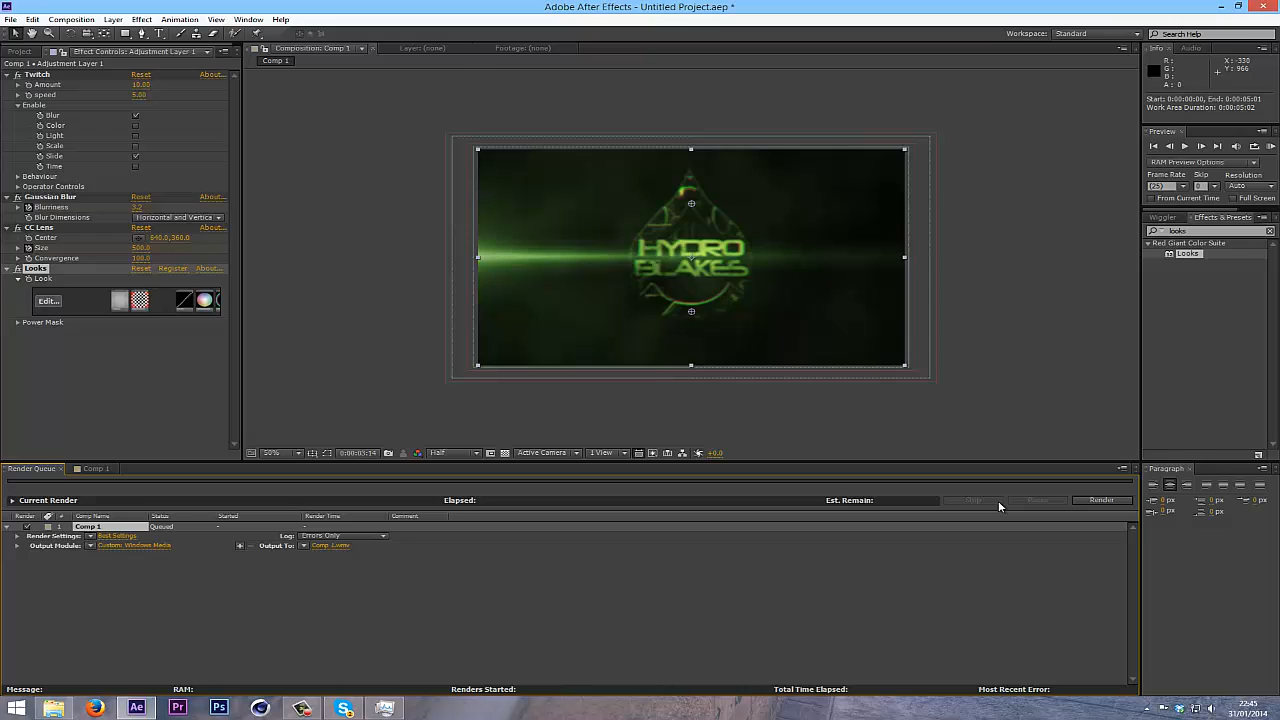 Adobe After Effects - Untitled Project.aep *
File Edit Composition Layer Effect Animation View Window Help
Workspace: Standard Search Help
Project Effect Controls: Adjustment Layer 1 Composition: Comp 1 Layer: (none) Footage: (none) Info Audio
Comp 1 • Adjustment Layer 1 Comp 1
R: X: -330
G: Y: 966
B:
A: 0
Start: 0:00:00:00, End: 0:00:05:01
Work Area Duration: 0:00:05:02
Twitch Reset About...
Amount 10.00
speed 5.00
Enable
Blur
Color
Light
Scale
Slide
Time
Behaviour
Operator Controls
Gaussian Blur Reset About...
Blurriness 3.2
Blur Dimensions Horizontal and Vertica
CC Lens Reset About...
Center 640.0,360.0
Size 500.0
Convergence 100.0
Looks Reset Register About...
Look
Edit...
Power Mask
HYDRO
BLAKES
Preview
RAM Preview Options
Frame Rate Skip Resolution
(25) 0 Auto
From Current Time Full Screen
Wiggler Effects & Presets
looks
Red Giant Color Suite
Looks
50% 0:00:03:14 Half Active Camera 1 View +0.0
Render Queue Comp 1 Paragraph
Current Render Elapsed: Est. Remain: Render
Render # Comp Name Status Started Render Time Comment
1 Comp 1 Queued - -
Render Settings: Best Settings Log: Errors Only
Output Module: Custom: Windows Media Output To: Comp 1.wmv
0 px 0 px 0 px
0 px 0 px
Message: RAM: Renders Started: Total Time Elapsed: Most Recent Error:
Ae Pr Ps
22:45
31/01/2014